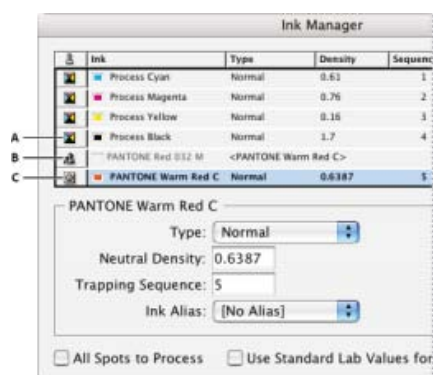 Ink Manager
Ink Type Density Sequenc
Process Cyan Normal 0.61 1
Process Magenta Normal 0.76 2
Process Yellow Normal 0.16 3
A Process Black Normal 1.7 4
B PANTONE Red 032 M <PANTONE Warm Red C>
C PANTONE Warm Red C Normal 0.6387 5
PANTONE Warm Red C
Type: Normal
Neutral Density: 0.6387
Trapping Sequence: 5
Ink Alias: [No Alias]
All Spots to Process Use Standard Lab Values for